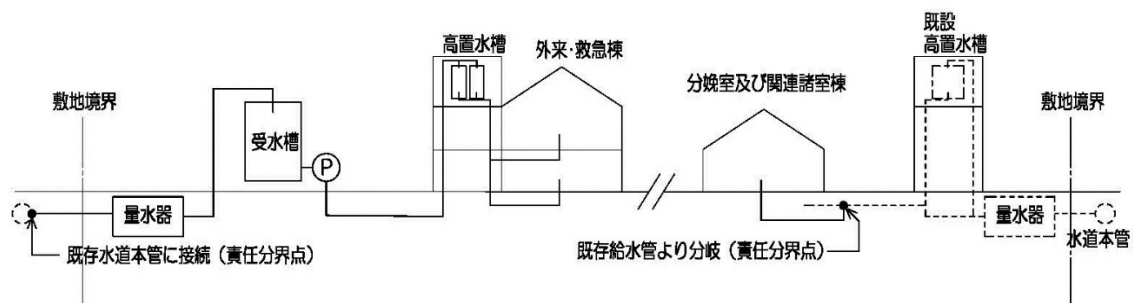 敷地境界
受水槽
P
量水器
既存水道本管に接続（責任分界点）
高置水槽
外来・救急棟
分娩室及び関連諸室棟
既存給水管より分岐（責任分界点）
既設
高置水槽
敷地境界
量水器
水道本管